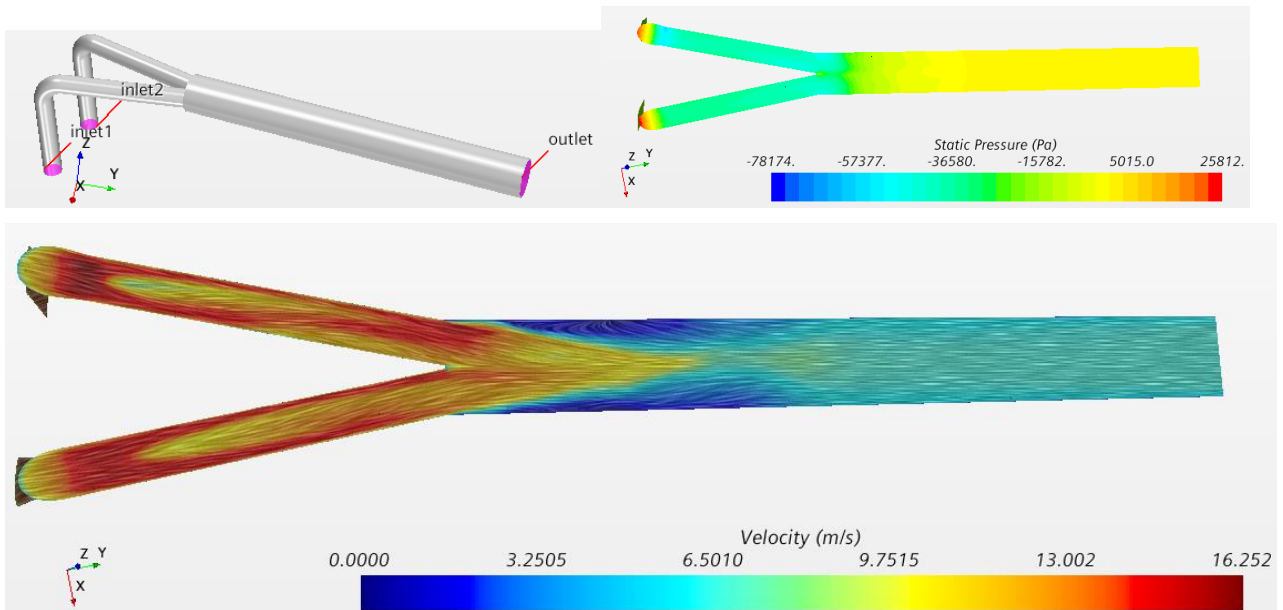 inlet2
inlet1
Z
X
Y
outlet
Static Pressure (Pa)
-78174. -57377. -36580. -15782. 5015.0 25812.
Z Y
X
Velocity (m/s)
0.0000 3.2505 6.5010 9.7515 13.002 16.252
Z Y
X